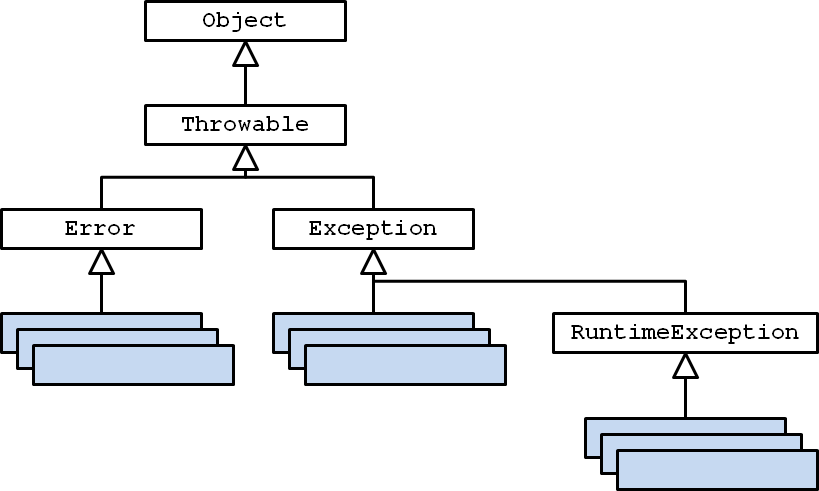 Object
Throwable
Error
Exception
RuntimeException